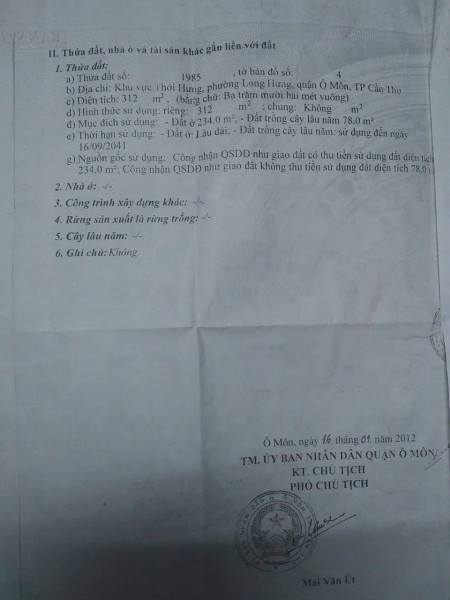 II. Thửa đất, nhà ở và tài sản khác gắn liền với đất
1. Thửa đất:
a) Thửa đất số: 1985 , tờ bản đồ số: 4
b) Địa chỉ: Khu vực Thới Hưng, phường Long Hưng, quận Ô Môn, TP Cần Thơ
c) Diện tích: 312 m², (bằng chữ: Ba trăm mười hai mét vuông)
d) Hình thức sử dụng: riêng: 312 m² ; chung: Không m²
đ) Mục đích sử dụng: - Đất ở 234.0 m², - Đất trồng cây lâu năm 78.0 m²
e) Thời hạn sử dụng: - Đất ở: Lâu dài; - Đất trồng cây lâu năm: sử dụng đến ngày
16/09/2041
g) Nguồn gốc sử dụng: Công nhận QSDĐ như giao đất có thu tiền sử dụng đất diện tích
234,0 m²; Công nhận QSDĐ như giao đất không thu tiền sử dụng đất diện tích 78,0
2. Nhà ở: -/-
3. Công trình xây dựng khác: -/-
4. Rừng sản xuất là rừng trồng: -/-
5. Cây lâu năm: -/-
6. Ghi chú: Không.
Ô Môn, ngày 16 tháng 01 năm 2012
TM. ỦY BAN NHÂN DÂN QUẬN Ô MÔN
KT. CHỦ TỊCH
PHÓ CHỦ TỊCH
Mai Văn Út